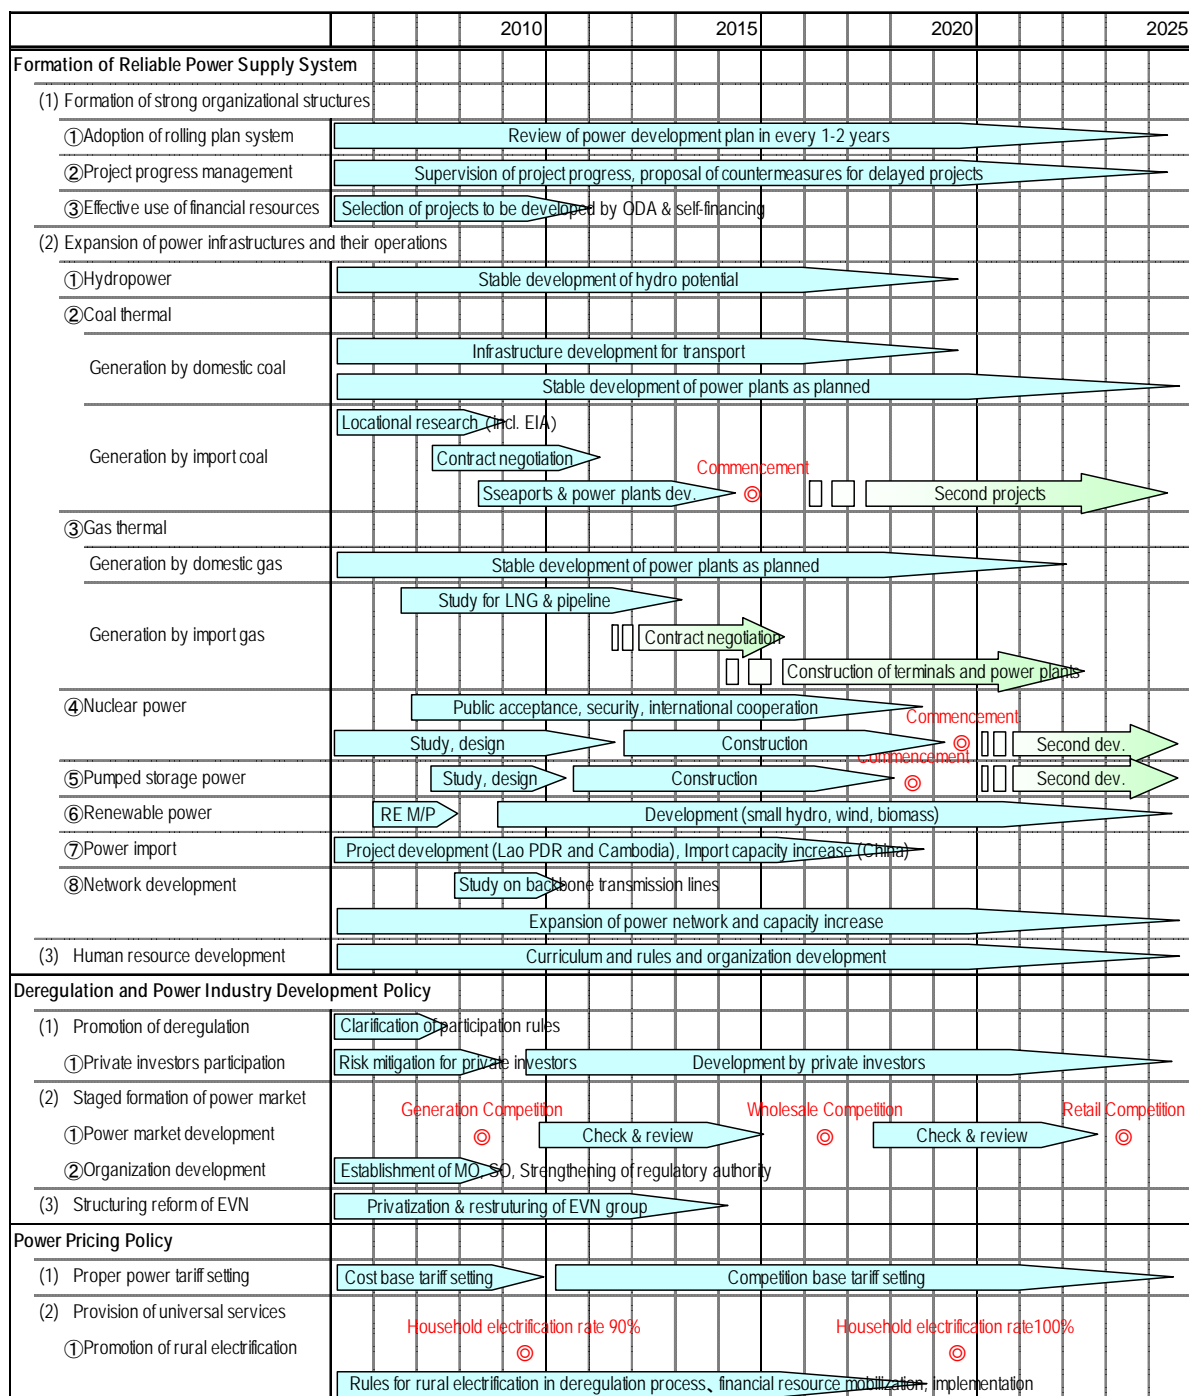 2010 2015 2020 2025
Formation of Reliable Power Supply System
(1) Formation of strong organizational structures
①Adoption of rolling plan system Review of power development plan in every 1-2 years
②Project progress management Supervision of project progress, proposal of countermeasures for delayed projects
③Effective use of financial resources Selection of projects to be developed by ODA & self-financing
(2) Expansion of power infrastructures and their operations
①Hydropower Stable development of hydro potential
②Coal thermal
Generation by domestic coal Infrastructure development for transport
Stable development of power plants as planned
Locational research (incl. EIA)
Generation by import coal Contract negotiation Commencement
Sseaports & power plants dev. ◎ Second projects
③Gas thermal
Generation by domestic gas Stable development of power plants as planned
Study for LNG & pipeline
Generation by import gas Contract negotiation
Construction of terminals and power plants
④Nuclear power Public acceptance, security, international cooperation Commencement
Study, design Construction ◎ Second dev.
Commencement
⑤Pumped storage power Study, design Construction ◎ Second dev.
⑥Renewable power RE M/P Development (small hydro, wind, biomass)
⑦Power import Project development (Lao PDR and Cambodia), Import capacity increase (China)
⑧Network development Study on backbone transmission lines
Expansion of power network and capacity increase
(3) Human resource development Curriculum and rules and organization development
Deregulation and Power Industry Development Policy
(1) Promotion of deregulation Clarification of participation rules
①Private investors participation Risk mitigation for private investors Development by private investors
(2) Staged formation of power market
Generation Competition Wholesale Competition Retail Competition
①Power market development ◎ Check & review ◎ Check & review ◎
②Organization development Establishment of MO, SO, Strengthening of regulatory authority
(3) Structuring reform of EVN Privatization & restruturing of EVN group
Power Pricing Policy
(1) Proper power tariff setting Cost base tariff setting Competition base tariff setting
(2) Provision of universal services
Household electrification rate 90% Household electrification rate100%
①Promotion of rural electrification ◎ ◎
Rules for rural electrification in deregulation process、financial resource mobilization, implementation